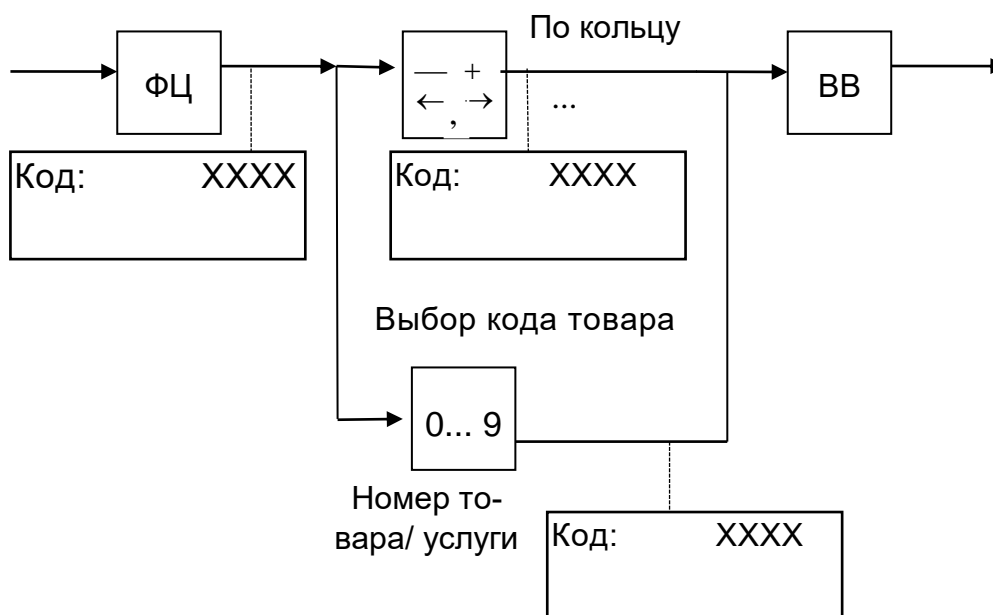 По кольцу
ФЦ
— +
← , →
...
ВВ
Код: XXXX
Код: XXXX
Выбор кода товара
0... 9
Номер то-
вара/ услуги
Код: XXXX